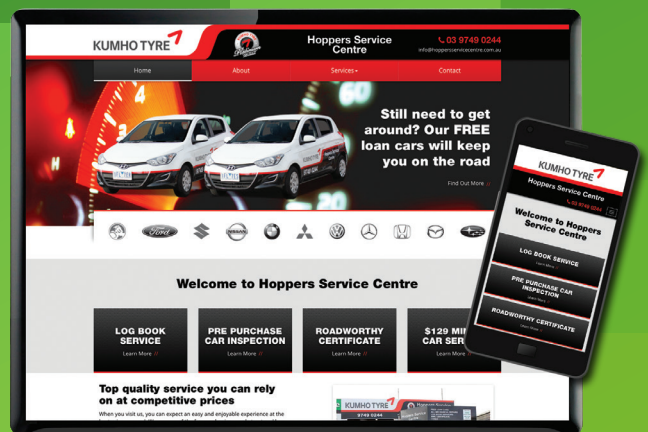 KUMHO TYRE
Hoppers Service
Centre
03 9749 0244
info@hoppersservicecentre.com.au
Home
About
Services
Contact
Still need to get
around? Our FREE
loan cars will keep
you on the road
Find Out More //
Ford
NISSAN
Welcome to Hoppers Service Centre
LOG BOOK
SERVICE
Learn More //
PRE PURCHASE
CAR INSPECTION
Learn More //
ROADWORTHY
CERTIFICATE
Learn More //
$129 MI
CAR SER
Top quality service you can rely
on at competitive prices
When you visit us, you can expect an easy and enjoyable experience at the
KUMHO TYRE
9749 0244
KUMHO TYRE
Hoppers Service Centre
03 9749 0244
Welcome to Hoppers
Service Centre
LOG BOOK SERVICE
Learn More //
PRE PURCHASE CAR
INSPECTION
Learn More //
ROADWORTHY CERTIFICATE
Learn More //